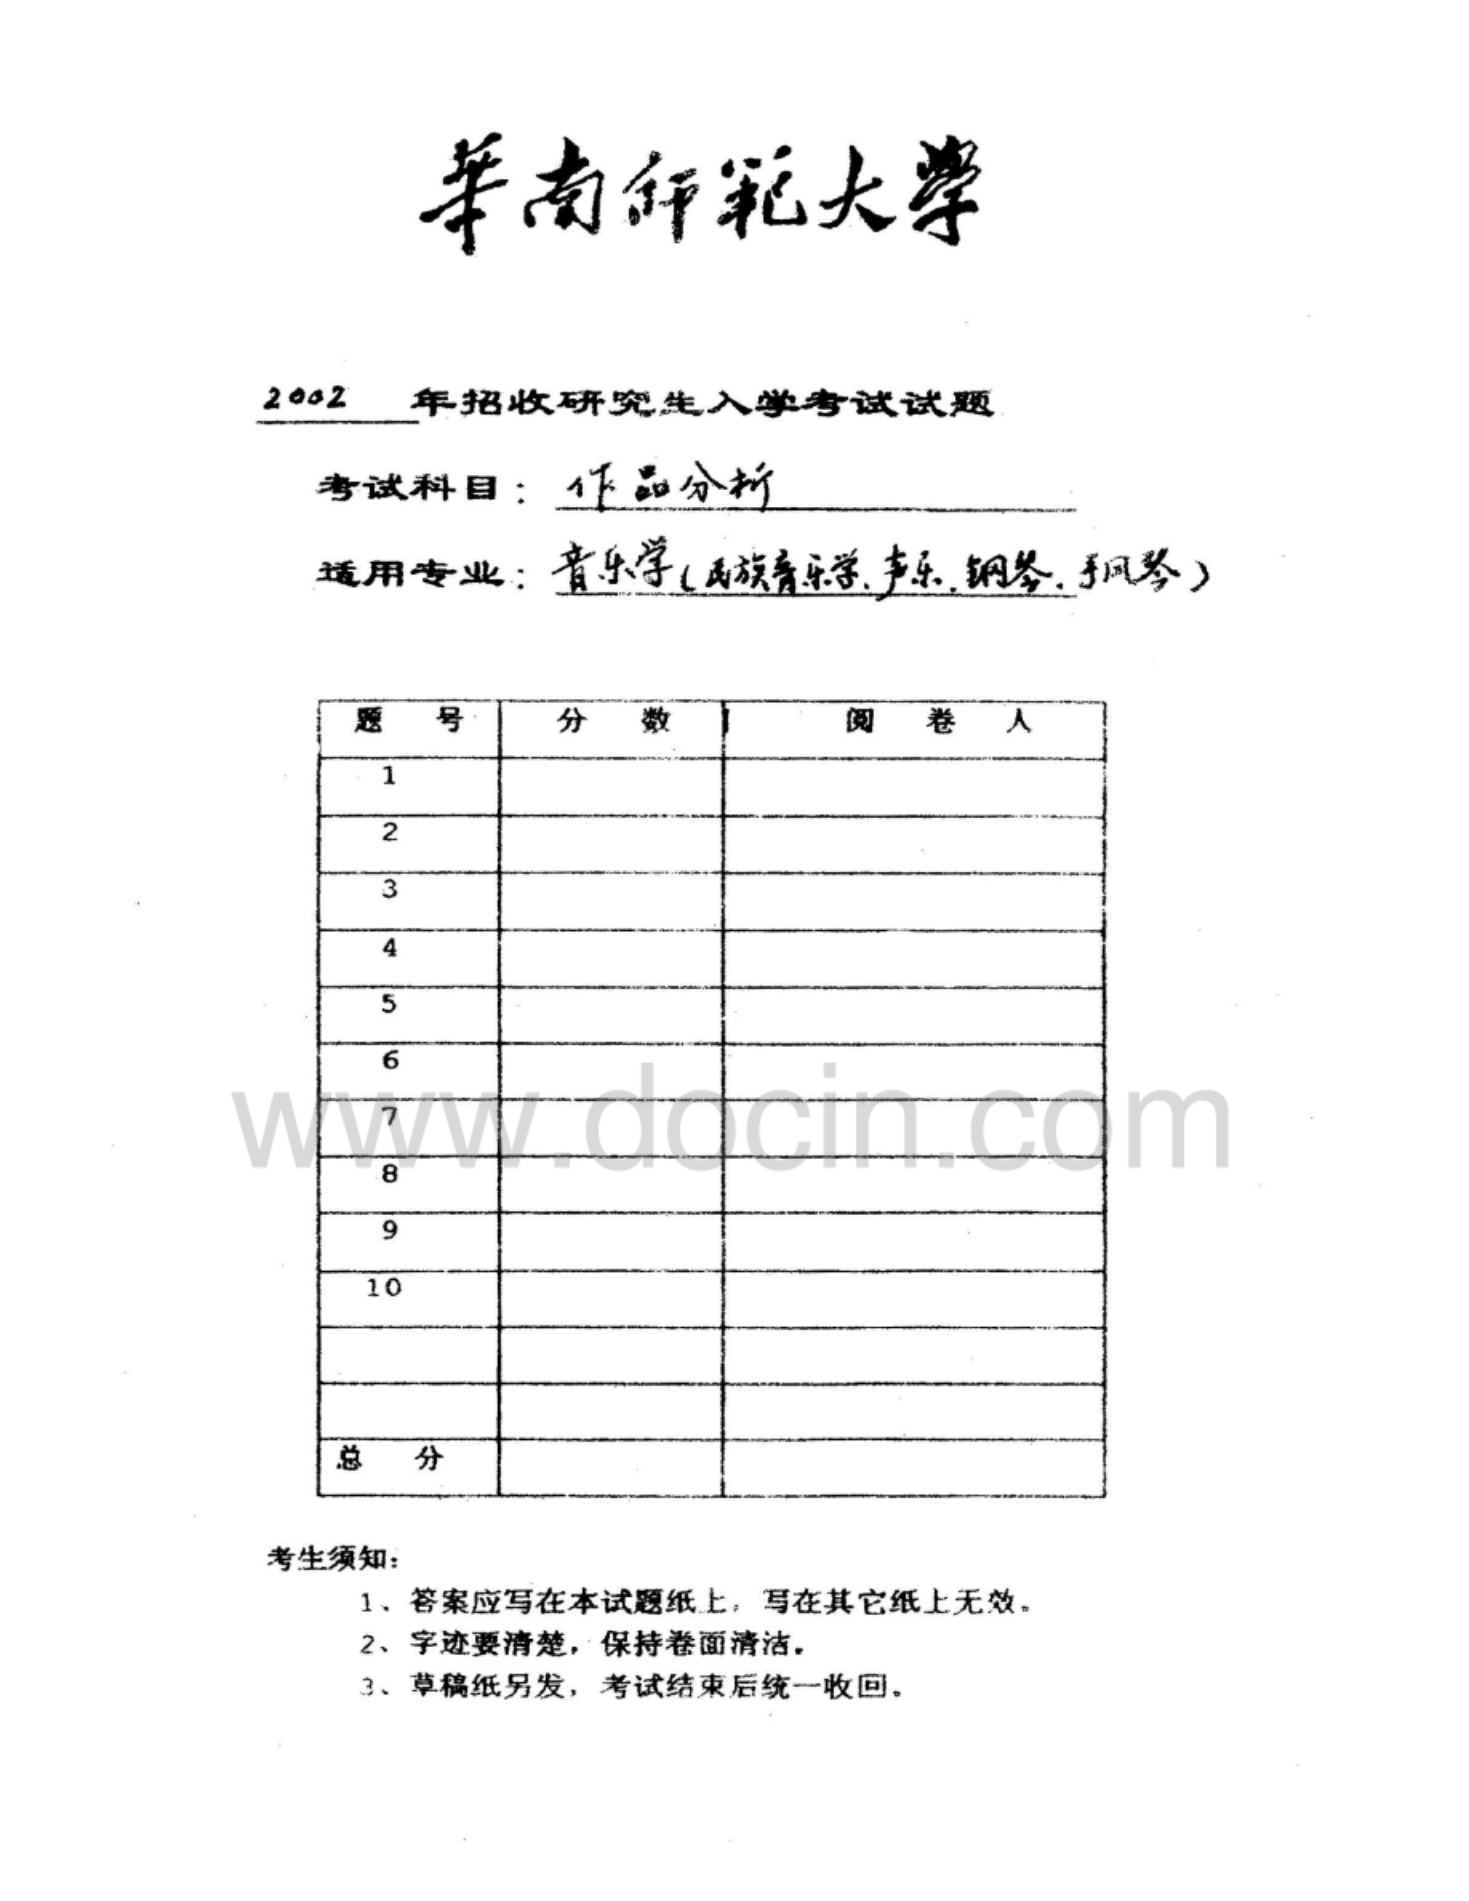 華南师範大學
2002 年招收研究生入学考试试题
考试科目：作品分析
适用专业：音乐学(民族音乐学、声乐、钢琴、手风琴)
题 号 分 数 阅 卷 人
1
2
3
4
5
6
www.docin.com
7
8
9
10
总 分
考生须知：
1、答案应写在本试题纸上，写在其它纸上无效。
2、字迹要清楚，保持卷面清洁。
3、草稿纸另发，考试结束后统一收回。